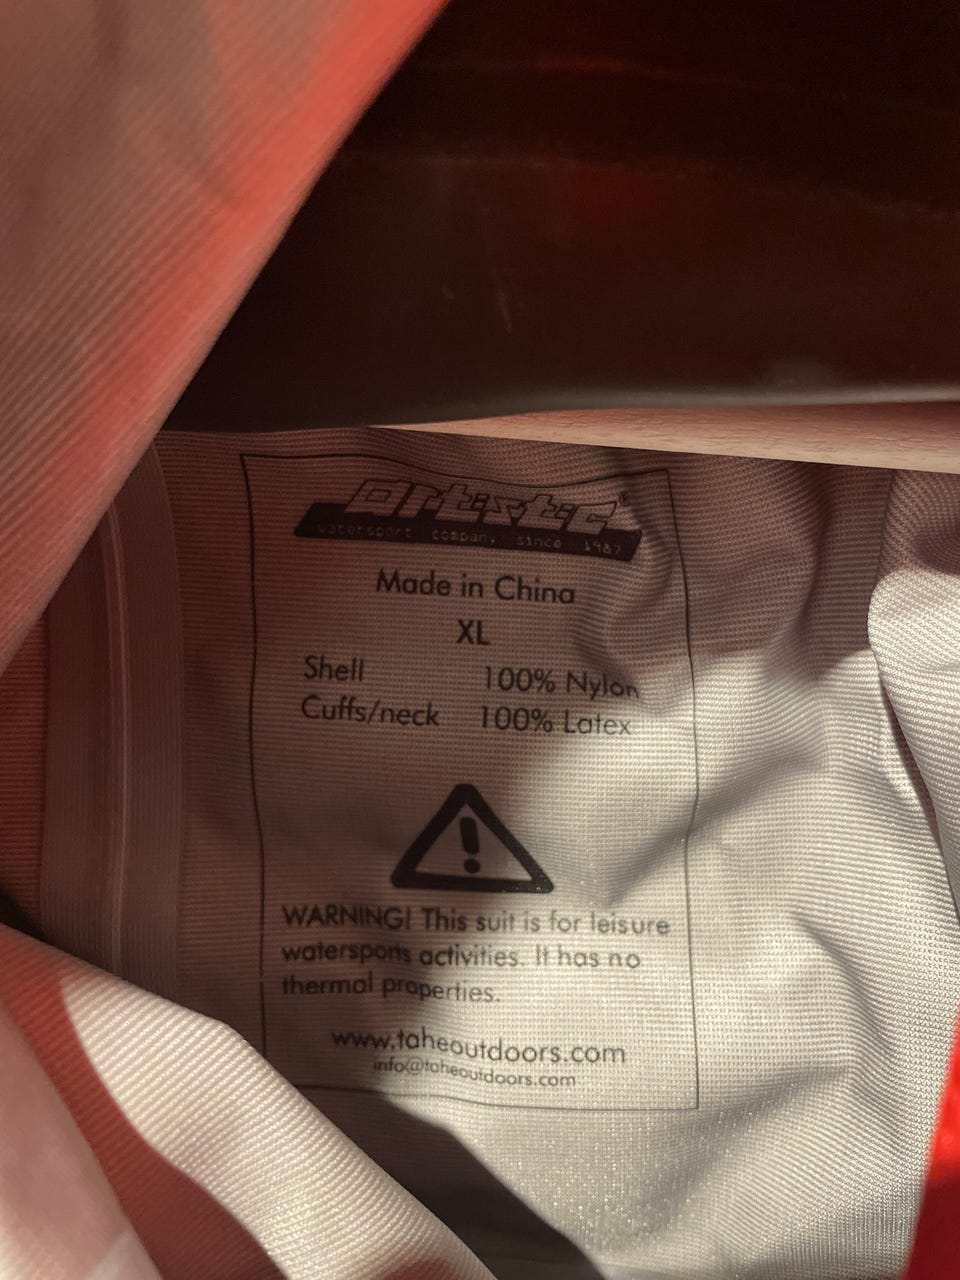 artistic®
watersport company since 1987
Made in China
XL
Shell 100% Nylon
Cuffs/neck 100% Latex
WARNING! This suit is for leisure
watersports activities. It has no
thermal properties.
www.taheoutdoors.com
info@taheoutdoors.com